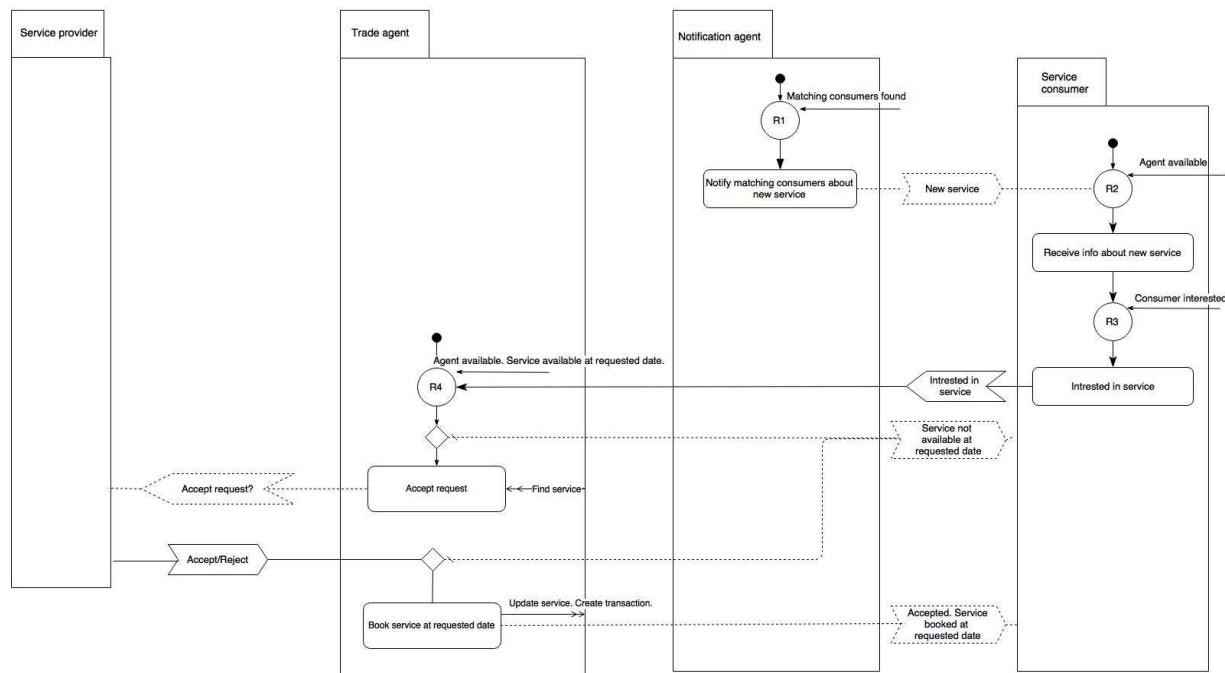 Service provider
Trade agent
Notification agent
Service
consumer
Matching consumers found
R1
Notify matching consumers about
new service
New service
Agent available
R2
Receive info about new service
Consumer interested
R3
Intrested in service
Intrested in
service
Agent available. Service available at requested date.
R4
Service not
available at
requested date
Accept request
Find service
Accept request?
Accept/Reject
Update service. Create transaction.
Book service at requested date
Accepted. Service
booked at
requested date